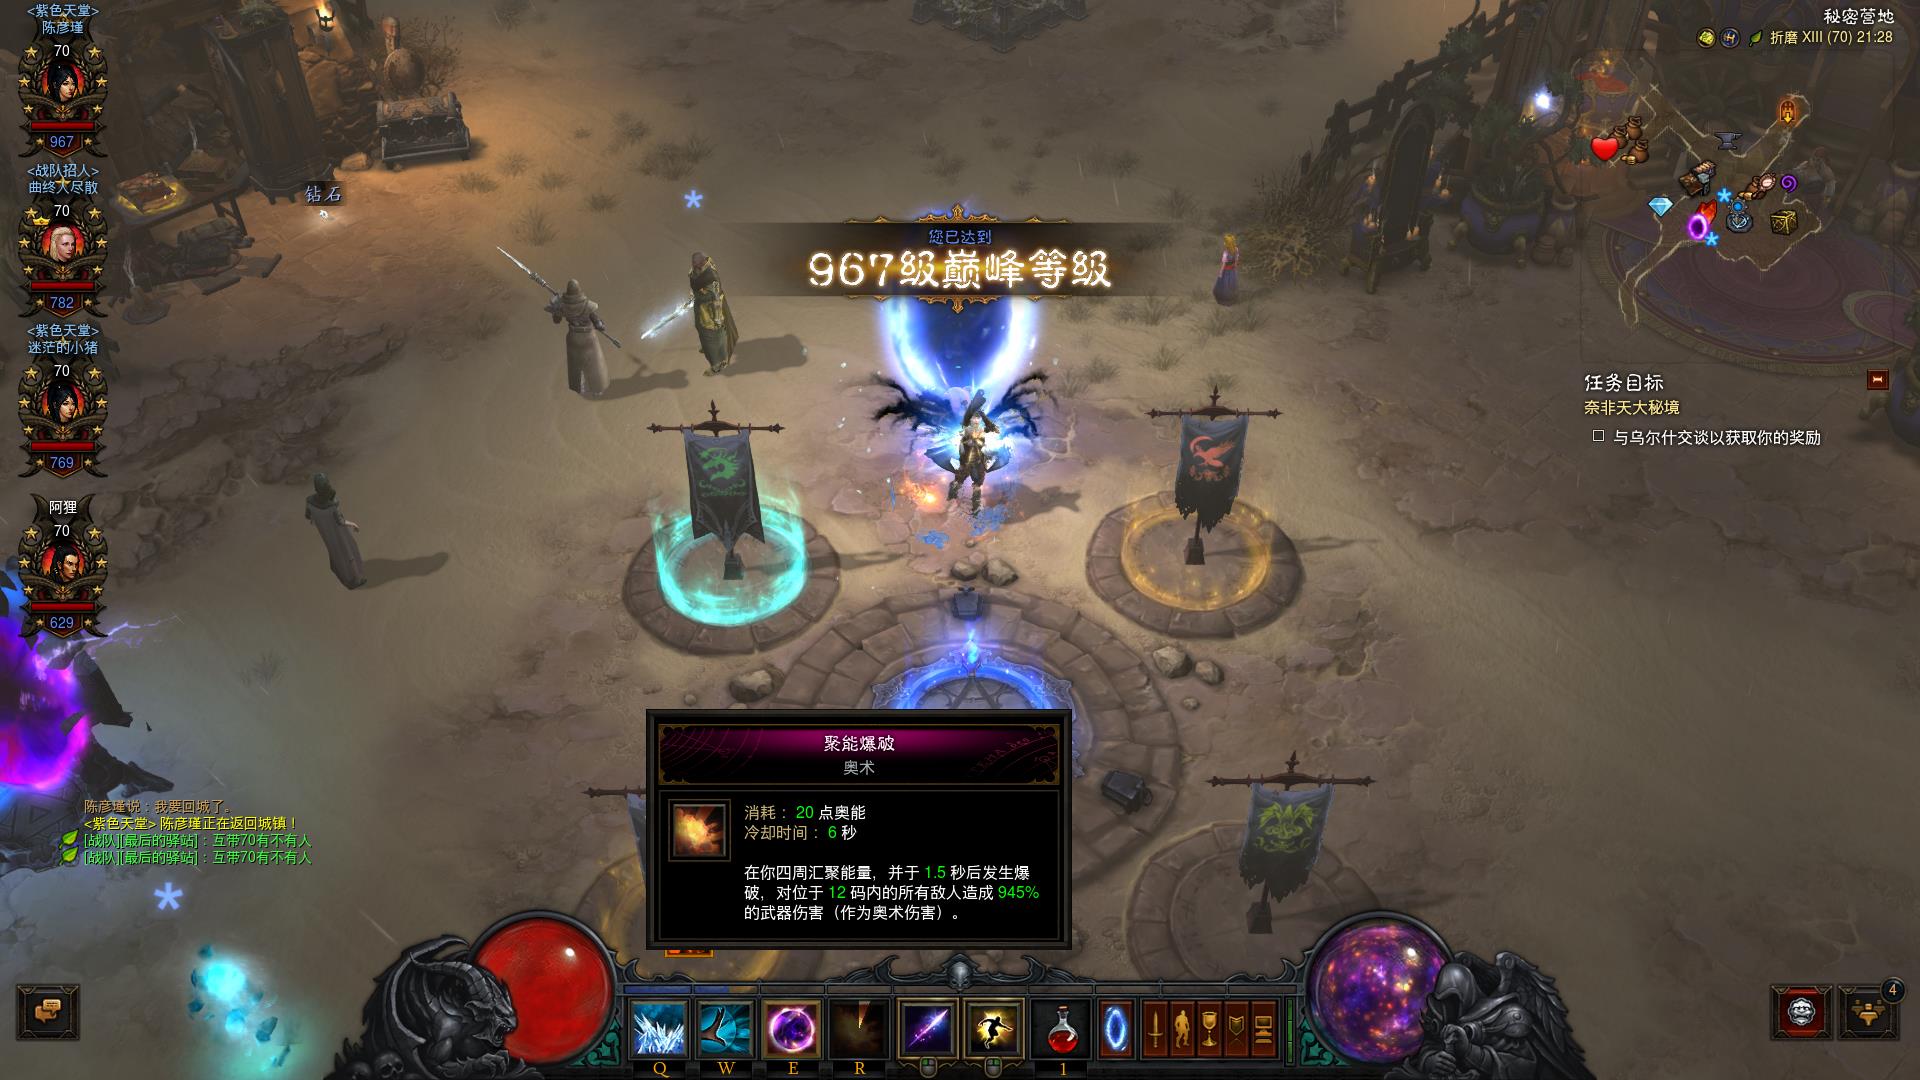 <紫色天堂>
陈彦瑾
70
967
<战队招人>
曲终人尽散
70
782
<紫色天堂>
迷茫的小猪
70
769
阿狸
70
629
钻石
您已达到
967级巅峰等级
秘密营地
折磨 XIII (70) 21:28
任务目标
奈非天大秘境
与乌尔什交谈以获取你的奖励
陈彦瑾说：我要回城了。
<紫色天堂> 陈彦瑾正在返回城镇！
[战队][最后的驿站]：互带70有不有人
[战队][最后的驿站]：互带70有不有人
聚能爆破
奥术
消耗：20 点奥能
冷却时间：6 秒
在你四周汇聚能量，并于 1.5 秒后发生爆
破，对位于 12 码内的所有敌人造成 945%
的武器伤害（作为奥术伤害）。
Q W E R 1
4